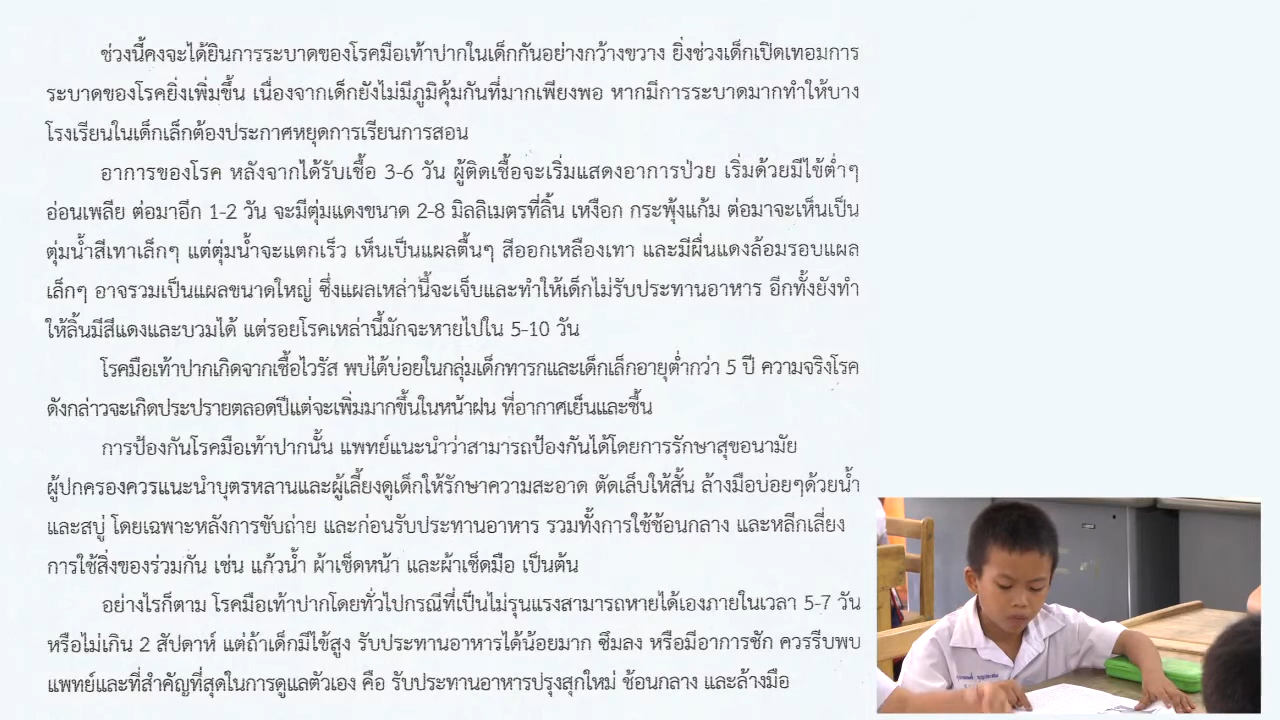 ช่วงนี้คงจะได้ยินการระบาดของโรคมือเท้าปากในเด็กกันอย่างกว้างขวาง ยิ่งช่วงเด็กเปิดเทอมการ
ระบาดของโรคยิ่งเพิ่มขึ้น เนื่องจากเด็กยังไม่มีภูมิคุ้มกันที่มากเพียงพอ หากมีการระบาดมากทำให้บาง
โรงเรียนในเด็กเล็กต้องประกาศหยุดการเรียนการสอน
อาการของโรค หลังจากได้รับเชื้อ 3-6 วัน ผู้ติดเชื้อจะเริ่มแสดงอาการป่วย เริ่มด้วยมีไข้ต่ำๆ
อ่อนเพลีย ต่อมาอีก 1-2 วัน จะมีตุ่มแดงขนาด 2-8 มิลลิเมตรที่ลิ้น เหงือก กระพุ้งแก้ม ต่อมาจะเห็นเป็น
ตุ่มน้ำสีเทาเล็กๆ แต่ตุ่มน้ำจะแตกเร็ว เห็นเป็นแผลตื้นๆ สีออกเหลืองเทา และมีผื่นแดงล้อมรอบแผล
เล็กๆ อาจรวมเป็นแผลขนาดใหญ่ ซึ่งแผลเหล่านี้จะเจ็บและทำให้เด็กไม่รับประทานอาหาร อีกทั้งยังทำ
ให้ลิ้นมีสีแดงและบวมได้ แต่รอยโรคเหล่านี้มักจะหายไปใน 5-10 วัน
โรคมือเท้าปากเกิดจากเชื้อไวรัส พบได้บ่อยในกลุ่มเด็กทารกและเด็กเล็กอายุต่ำกว่า 5 ปี ความจริงโรค
ดังกล่าวจะเกิดประปรายตลอดปีแต่จะเพิ่มมากขึ้นในหน้าฝน ที่อากาศเย็นและชื้น
การป้องกันโรคมือเท้าปากนั้น แพทย์แนะนำว่าสามารถป้องกันได้โดยการรักษาสุขอนามัย
ผู้ปกครองควรแนะนำบุตรหลานและผู้เลี้ยงดูเด็กให้รักษาความสะอาด ตัดเล็บให้สั้น ล้างมือบ่อยๆด้วยน้ำ
และสบู่ โดยเฉพาะหลังการขับถ่าย และก่อนรับประทานอาหาร รวมทั้งการใช้ช้อนกลาง และหลีกเลี่ยง
การใช้สิ่งของร่วมกัน เช่น แก้วน้ำ ผ้าเช็ดหน้า และผ้าเช็ดมือ เป็นต้น
อย่างไรก็ตาม โรคมือเท้าปากโดยทั่วไปกรณีที่เป็นไม่รุนแรงสามารถหายได้เองภายในเวลา 5-7 วัน
หรือไม่เกิน 2 สัปดาห์ แต่ถ้าเด็กมีไข้สูง รับประทานอาหารได้น้อยมาก ซึมลง หรือมีอาการชัก ควรรีบพบ
แพทย์และที่สำคัญที่สุดในการดูแลตัวเอง คือ รับประทานอาหารปรุงสุกใหม่ ช้อนกลาง และล้างมือ